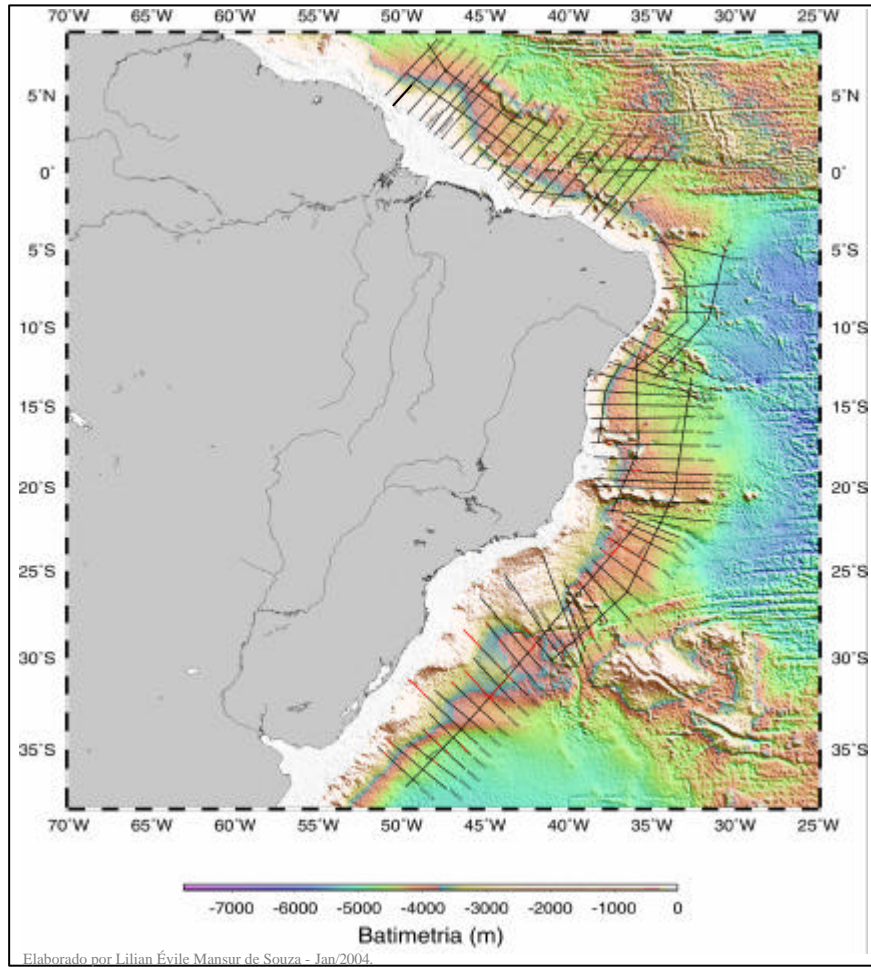 70˚W 65˚W 60˚W 55˚W 50˚W 45˚W 40˚W 35˚W 30˚W 25˚W
5˚N
5˚N
0˚
0˚
5˚S
5˚S
10˚S
10˚S
15˚S
15˚S
20˚S
20˚S
25˚S
25˚S
30˚S
30˚S
35˚S
35˚S
70˚W 65˚W 60˚W 55˚W 50˚W 45˚W 40˚W 35˚W 30˚W 25˚W
-7000 -6000 -5000 -4000 -3000 -2000 -1000 0
Batimetria (m)
Elaborado por Lilian Évile Mansur de Souza - Jan/2004.